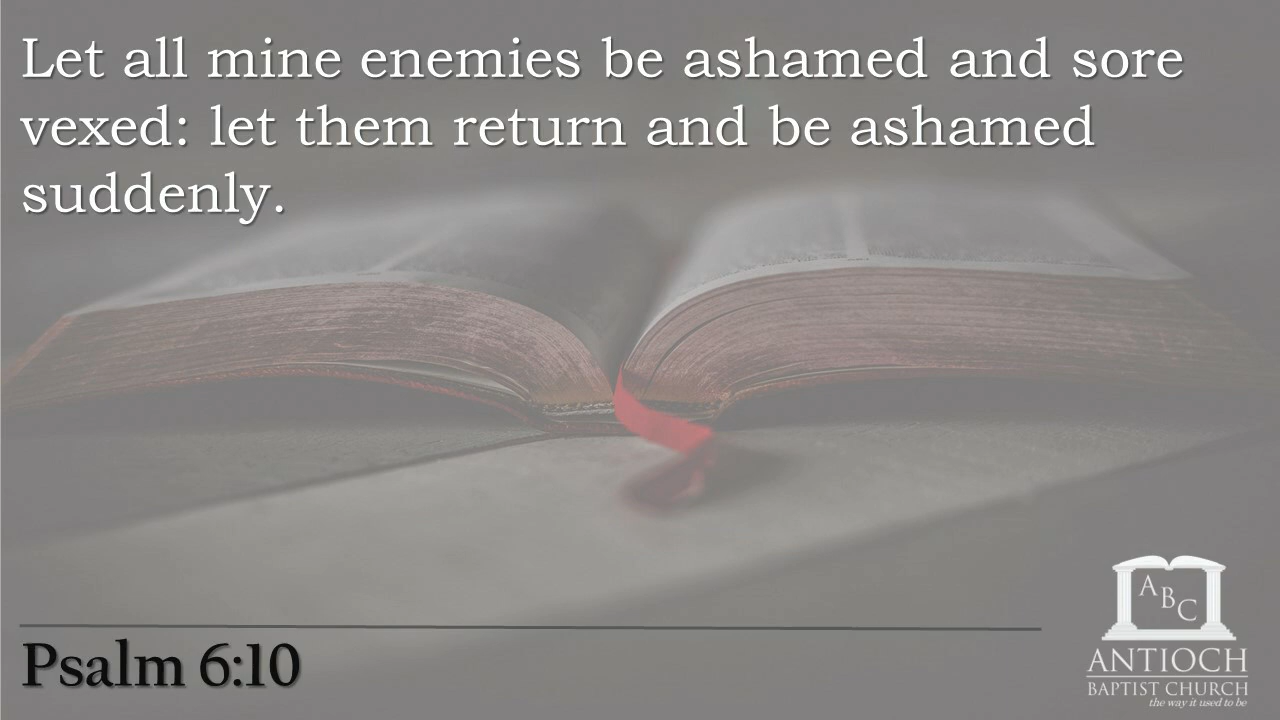 Let all mine enemies be ashamed and sore
vexed: let them return and be ashamed
suddenly.
Psalm 6:10
ABC
ANTIOCH
BAPTIST CHURCH
the way it used to be